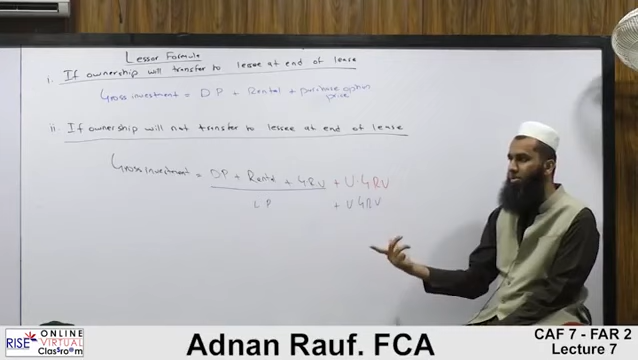 Lessor Formula
i. If ownership will transfer to lessee at end of lease
Gross investment = DP + Rental + purchase option price
ii. If ownership will not transfer to lessee at end of lease
Gross investment = DP + Rental + GRV + UGRV
LP + UGRV
RISE ONLINE VIRTUAL Classroom
Adnan Rauf. FCA
CAF 7 - FAR 2
Lecture 7